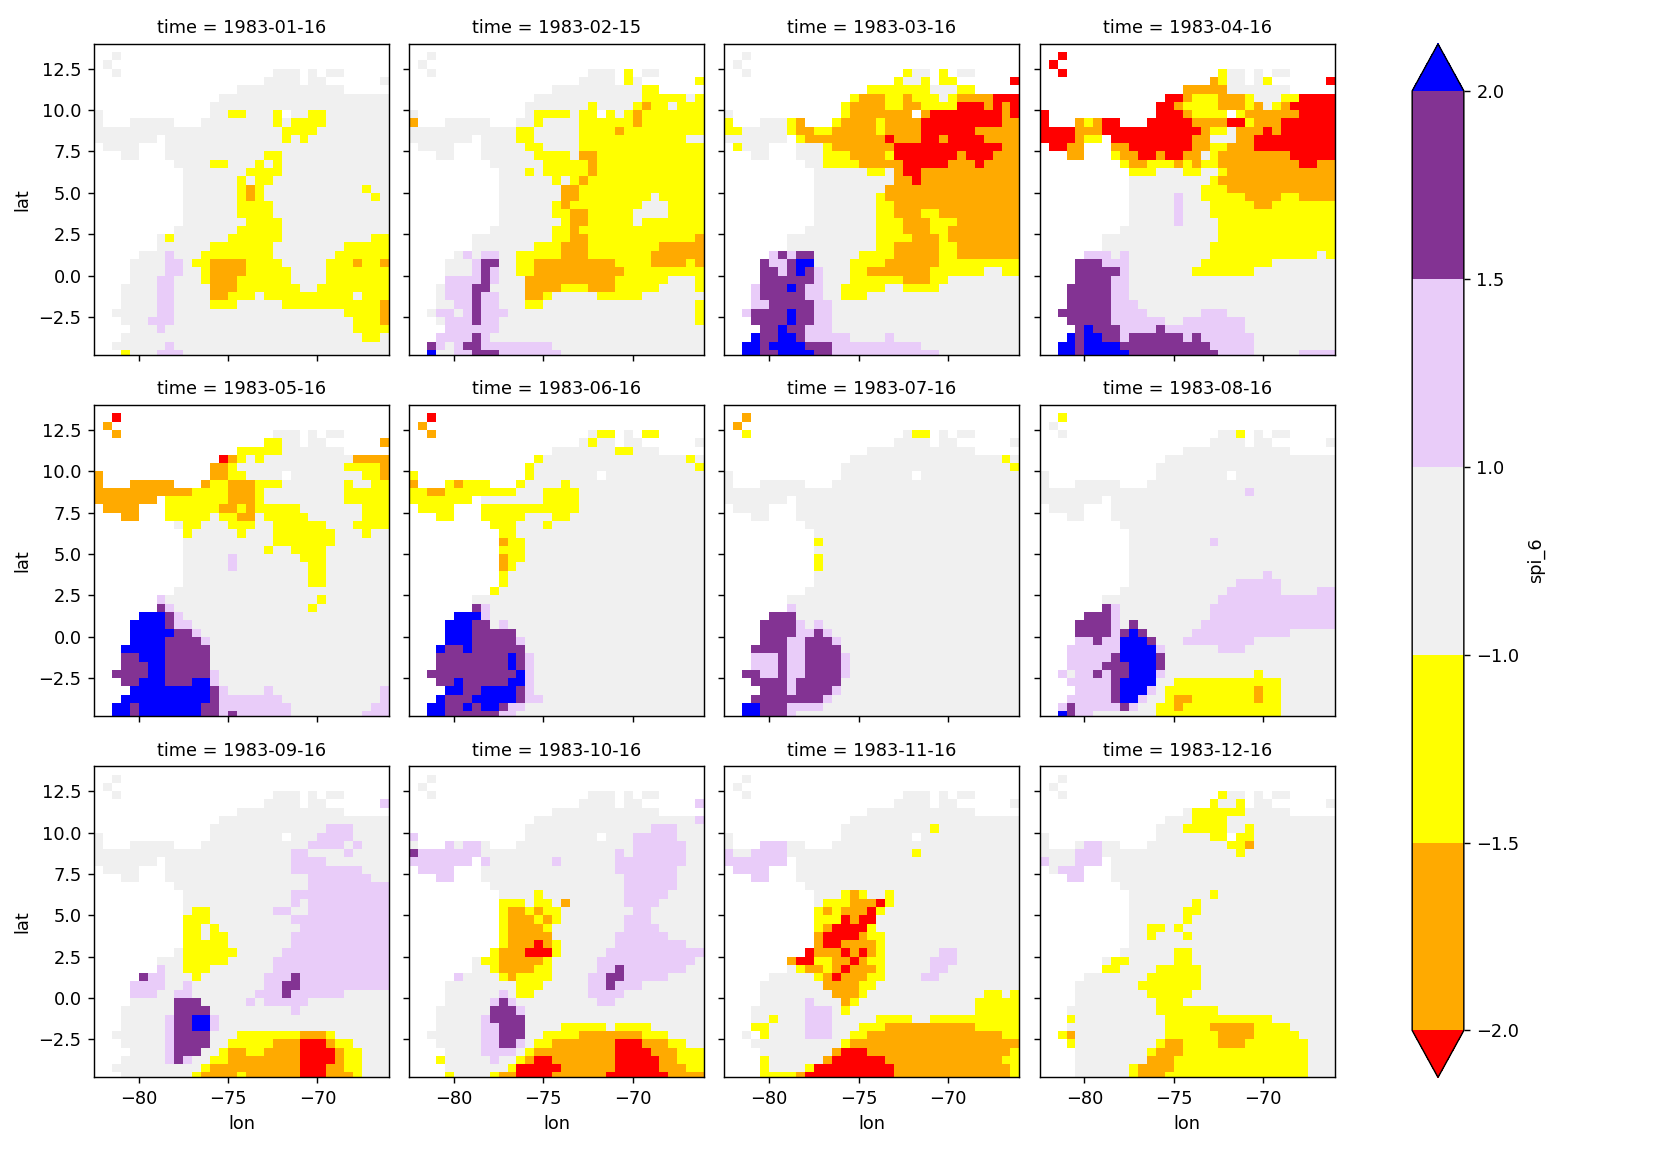 time = 1983-01-16
time = 1983-02-15
time = 1983-03-16
time = 1983-04-16
12.5
10.0
7.5
5.0
2.5
0.0
−2.5
lat
time = 1983-05-16
time = 1983-06-16
time = 1983-07-16
time = 1983-08-16
12.5
10.0
7.5
5.0
2.5
0.0
−2.5
lat
time = 1983-09-16
time = 1983-10-16
time = 1983-11-16
time = 1983-12-16
12.5
10.0
7.5
5.0
2.5
0.0
−2.5
lat
−80 −75 −70
lon
−80 −75 −70
lon
−80 −75 −70
lon
−80 −75 −70
lon
2.0
1.5
1.0
−1.0
−1.5
−2.0
spi_6